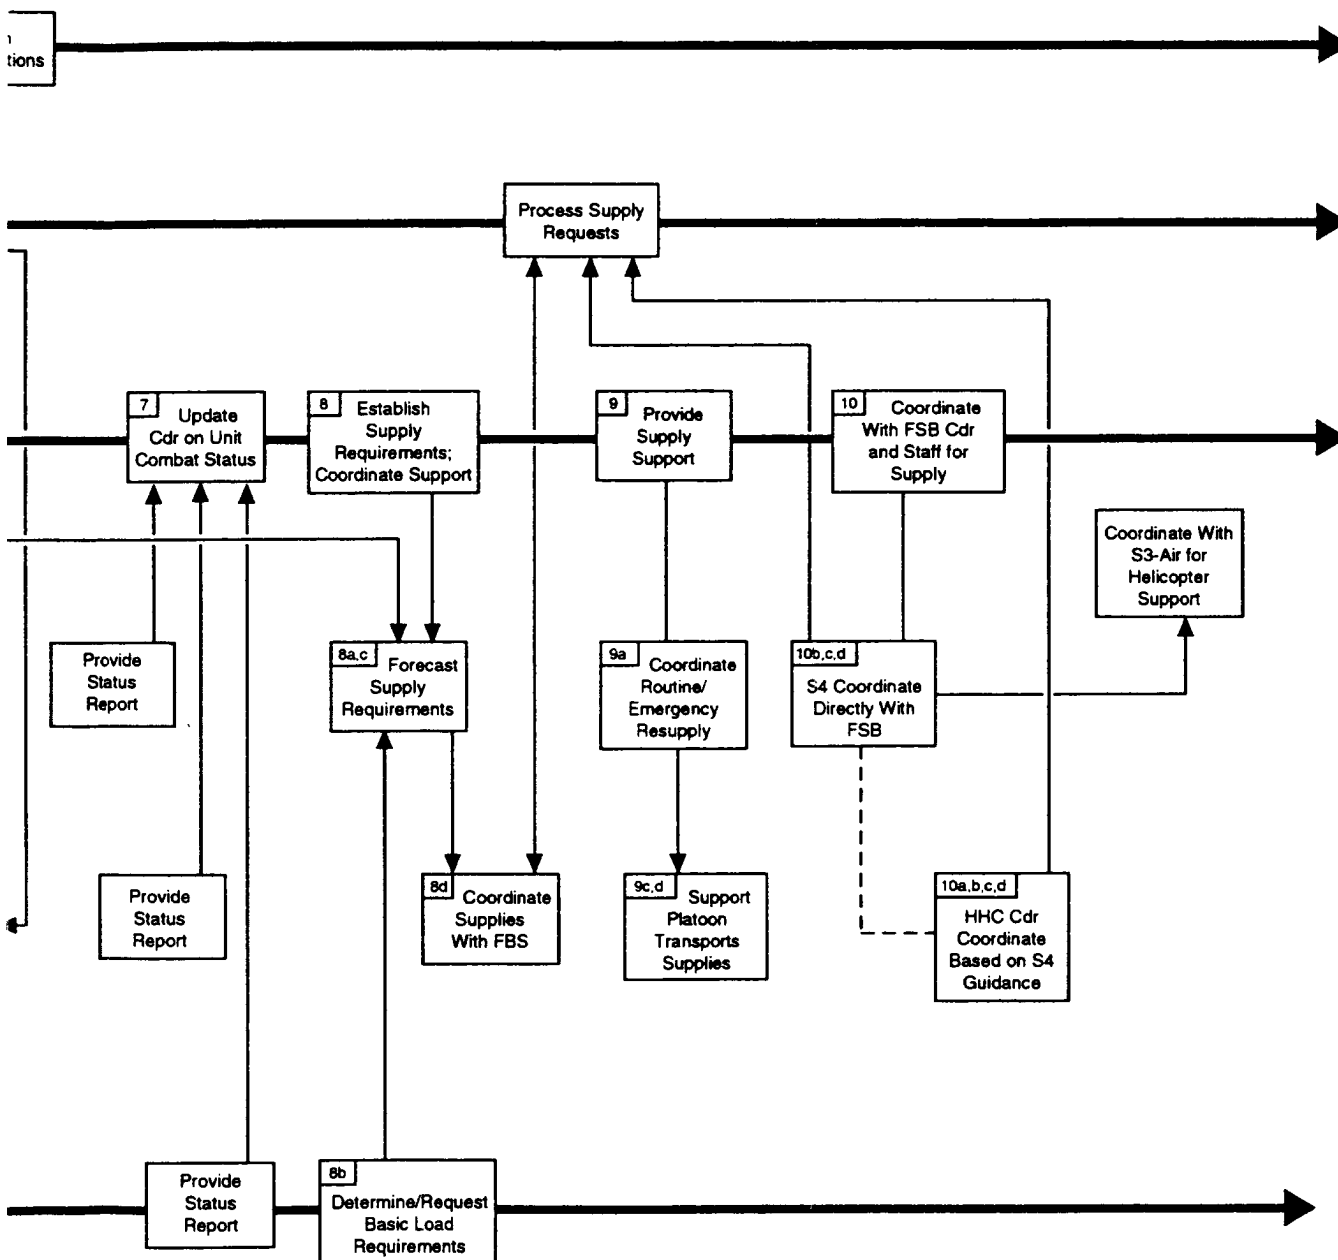 tions
Process Supply
Requests
7
Update
Cdr on Unit
Combat Status
8
Establish
Supply
Requirements;
Coordinate Support
9
Provide
Supply
Support
10
Coordinate
With FSB Cdr
and Staff for
Supply
Coordinate With
S3-Air for
Helicopter
Support
Provide
Status
Report
8a,c
Forecast
Supply
Requirements
9a
Coordinate
Routine/
Emergency
Resupply
10b,c,d
S4 Coordinate
Directly With
FSB
Provide
Status
Report
8d
Coordinate
Supplies
With FBS
9c,d
Support
Platoon
Transports
Supplies
10a,b,c,d
HHC Cdr
Coordinate
Based on S4
Guidance
Provide
Status
Report
8b
Determine/Request
Basic Load
Requirements